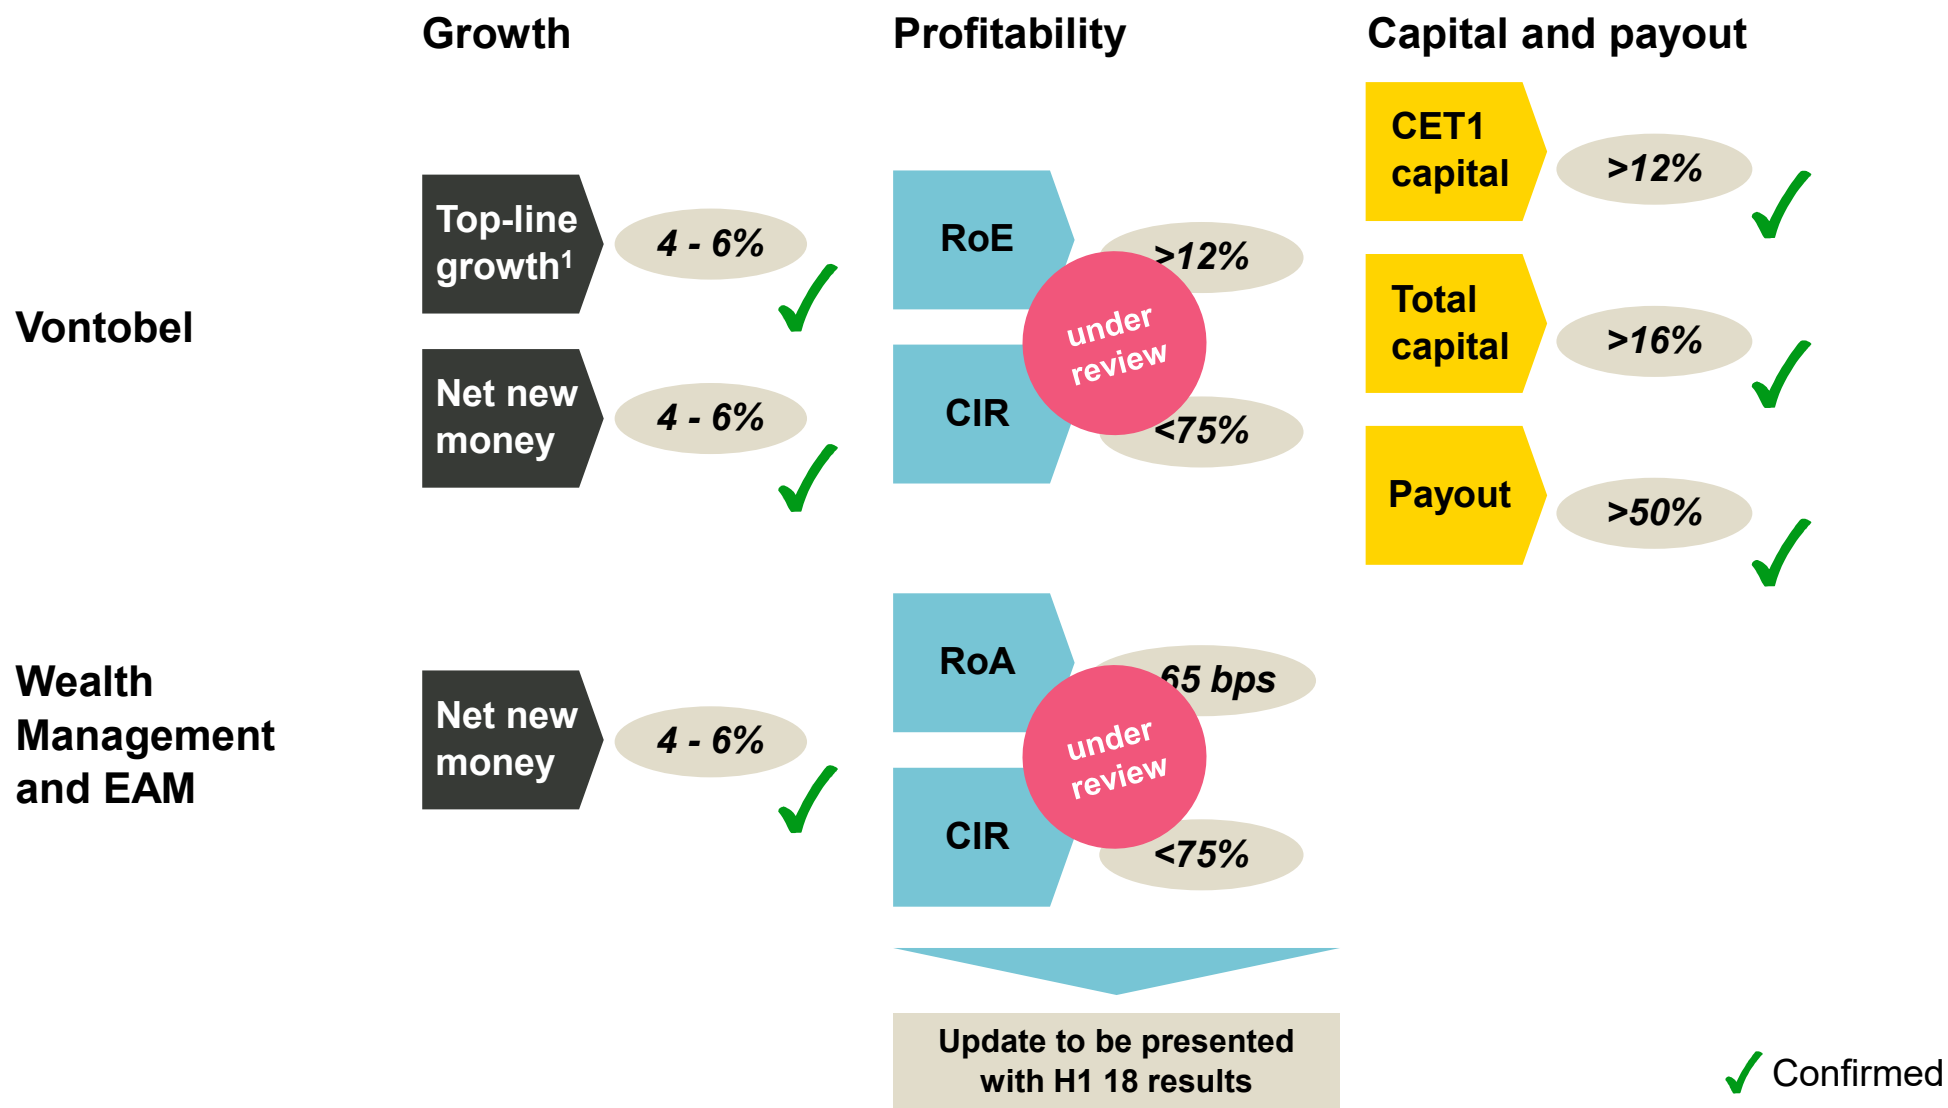 Growth
Profitability
Capital and payout
Vontobel
Top-line
growth¹
4 - 6%
Net new
money
4 - 6%
RoE
>12%
CIR
<75%
under
review
CET1
capital
>12%
Total
capital
>16%
Payout
>50%
Wealth
Management
and EAM
Net new
money
4 - 6%
RoA
65 bps
CIR
<75%
under
review
Update to be presented
with H1 18 results
Confirmed